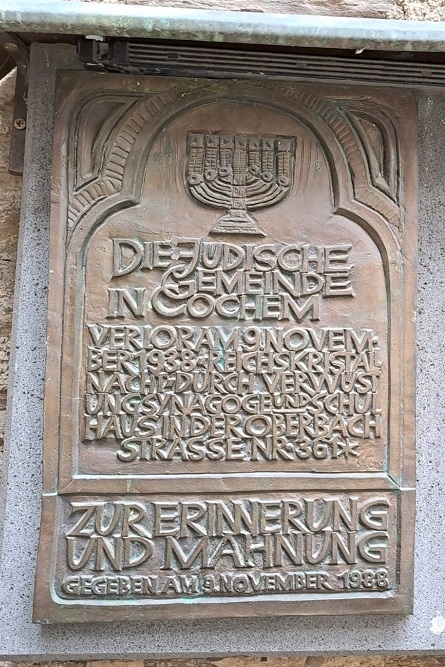 DIE·JÜDISCHE
GEMEINDE
IN COCHEM
VERLOR AM 9. NOVEM-
BER 1938·REICHSKRISTAL
NACHT·DURCH VERWÜST
UNG SYNAGOGE UND SCHUL
HAUS IN DER OBERBACH
STRASSE·NR·361✶
ZUR ERINNERUNG
UND MAHNUNG
GEGEBEN AM 9. NOVEMBER 1988